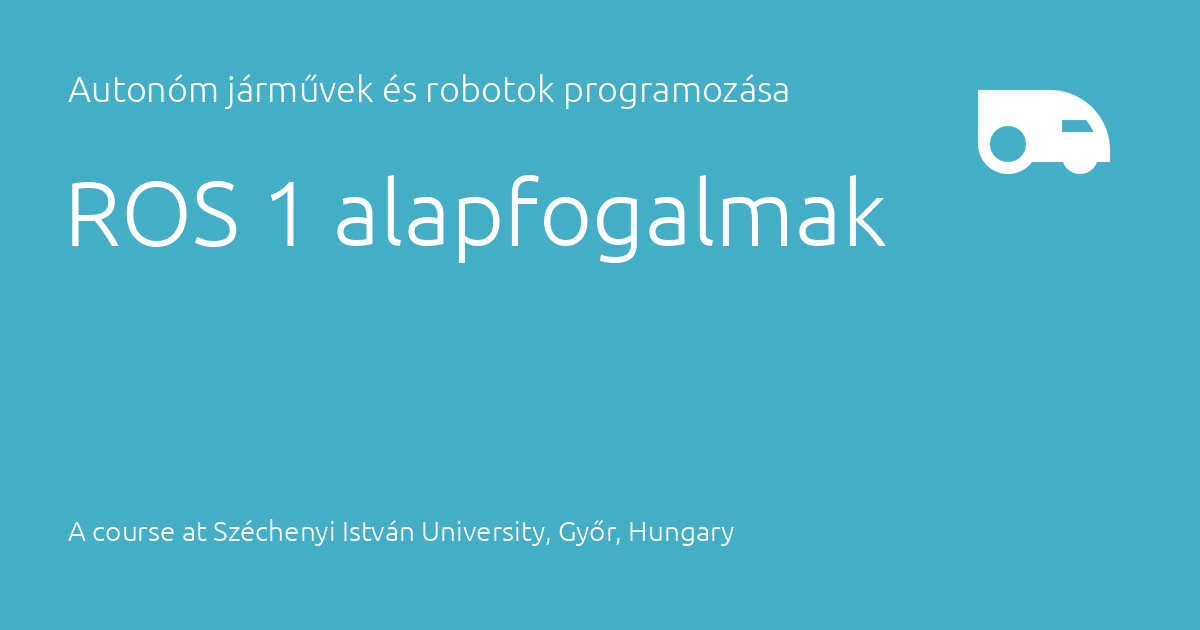 Autonóm járművek és robotok programozása
ROS 1 alapfogalmak
A course at Széchenyi István University, Győr, Hungary